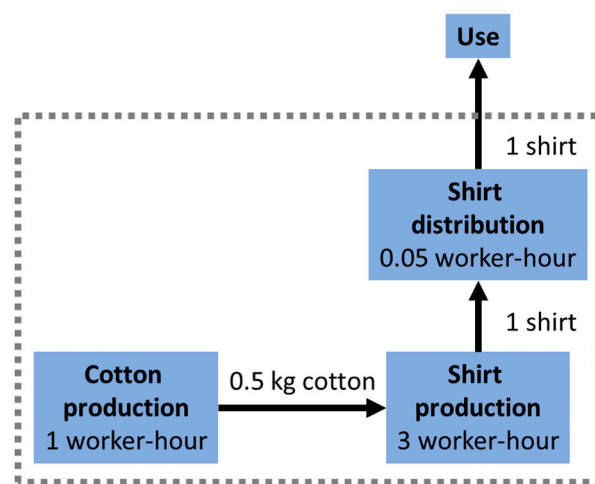 Use
1 shirt
Shirt
distribution
0.05 worker-hour
1 shirt
Cotton
production
1 worker-hour
0.5 kg cotton
Shirt
production
3 worker-hour